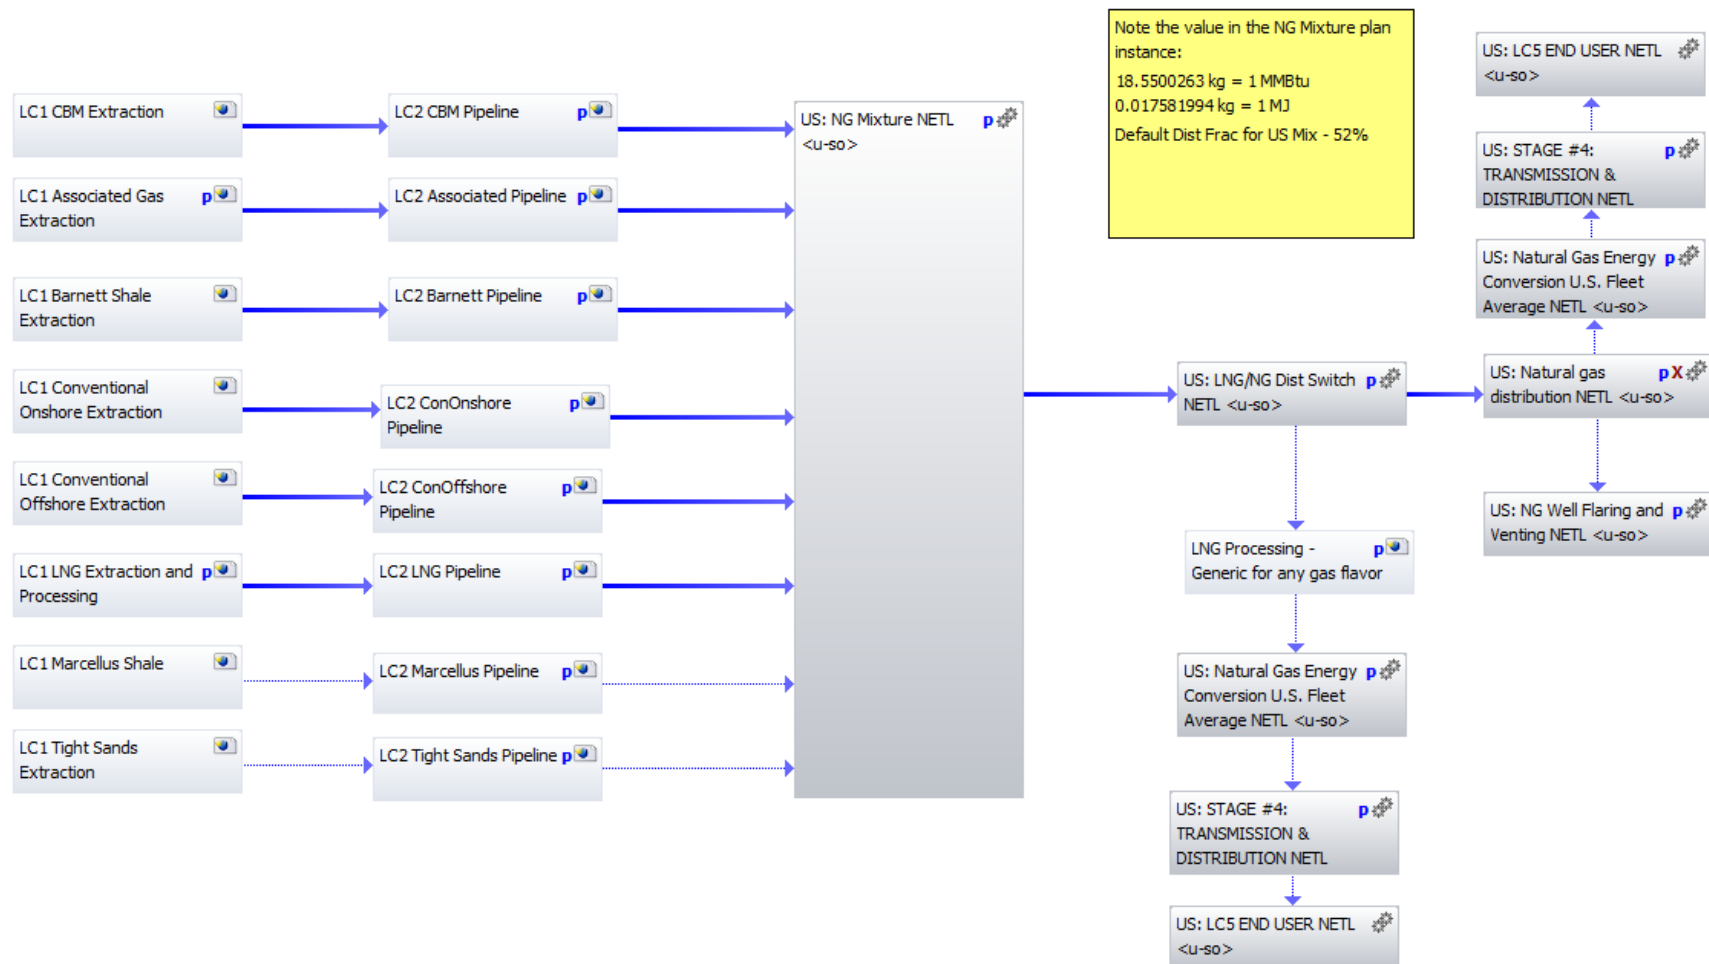 LC1 CBM Extraction
LC2 CBM Pipeline p
US: NG Mixture NETL p
<u-so>
LC1 Associated Gas p
Extraction
LC2 Associated Pipeline p
LC1 Barnett Shale
Extraction
LC2 Barnett Pipeline p
LC1 Conventional
Onshore Extraction
LC2 ConOnshore p
Pipeline
LC1 Conventional
Offshore Extraction
LC2 ConOffshore p
Pipeline
LC1 LNG Extraction and p
Processing
LC2 LNG Pipeline p
LC1 Marcellus Shale
LC2 Marcellus Pipeline p
LC1 Tight Sands
Extraction
LC2 Tight Sands Pipeline p
Note the value in the NG Mixture plan
instance:
18.5500263 kg = 1 MMBtu
0.017581994 kg = 1 MJ
Default Dist Frac for US Mix - 52%
US: LNG/NG Dist Switch p
NETL <u-so>
LNG Processing - p
Generic for any gas flavor
US: Natural Gas Energy p
Conversion U.S. Fleet
Average NETL <u-so>
US: STAGE #4: p
TRANSMISSION &
DISTRIBUTION NETL
US: LC5 END USER NETL
<u-so>
US: LC5 END USER NETL
<u-so>
US: STAGE #4: p
TRANSMISSION &
DISTRIBUTION NETL
US: Natural Gas Energy p
Conversion U.S. Fleet
Average NETL <u-so>
US: Natural gas p X
distribution NETL <u-so>
US: NG Well Flaring and p
Venting NETL <u-so>